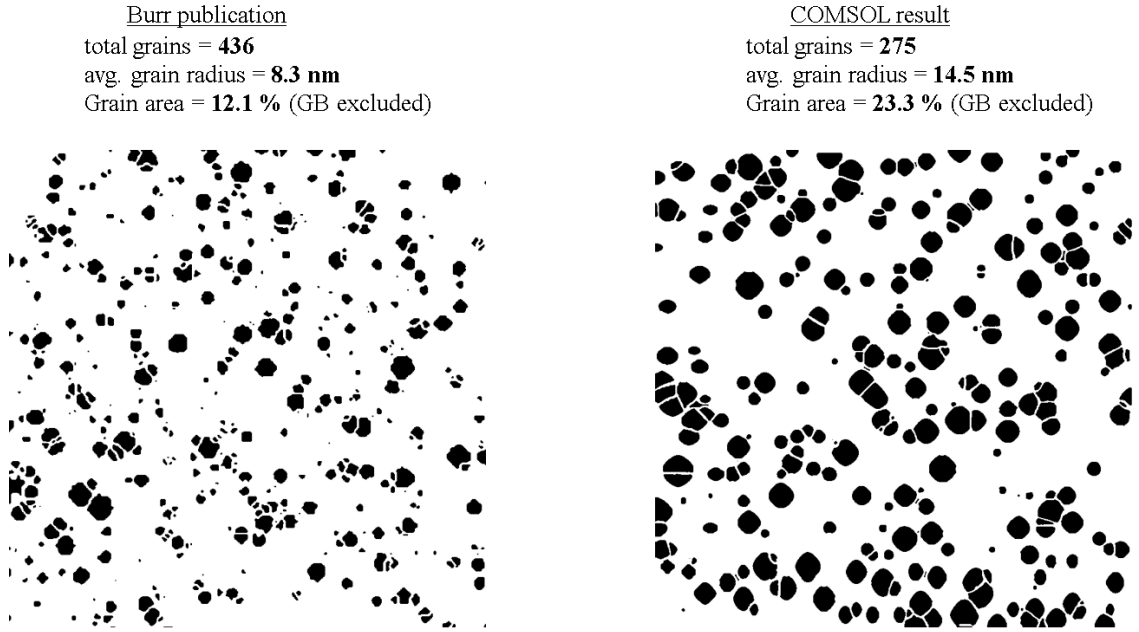 Burr publication
total grains = 436
avg. grain radius = 8.3 nm
Grain area = 12.1 % (GB excluded)
COMSOL result
total grains = 275
avg. grain radius = 14.5 nm
Grain area = 23.3 % (GB excluded)